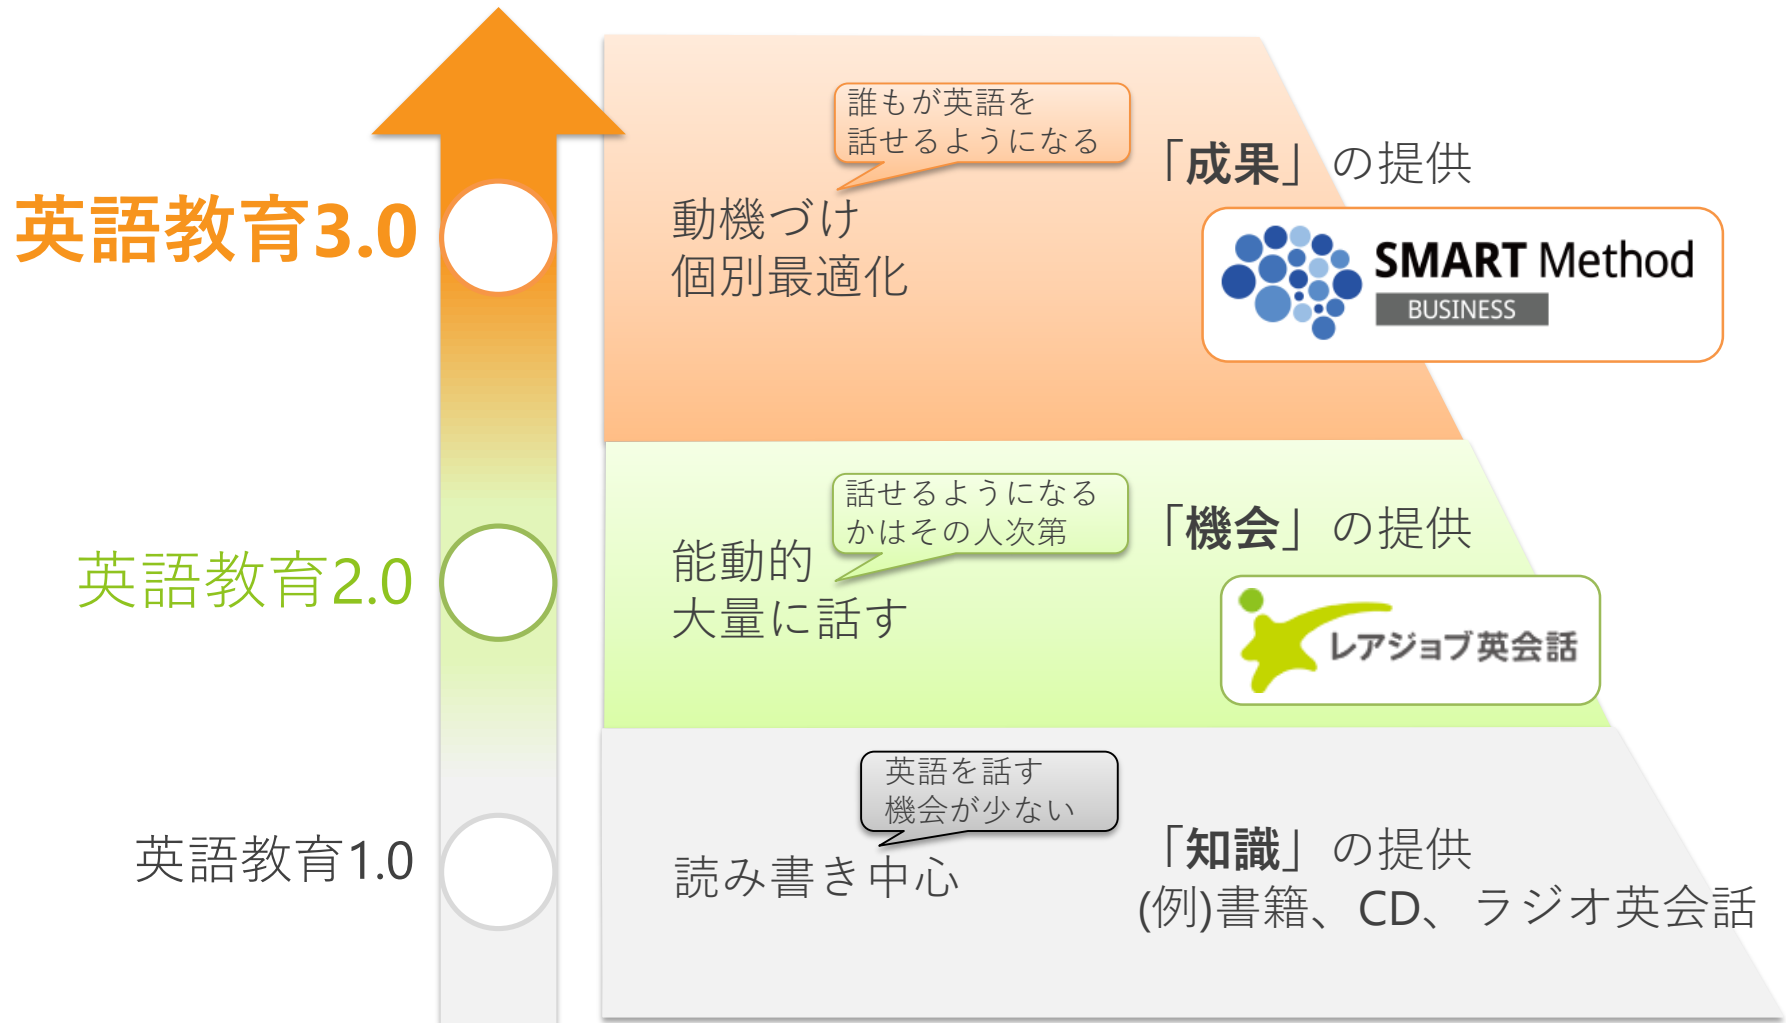 誰もが英語を
話せるようになる
「成果」の提供
英語教育3.0
動機づけ
個別最適化
SMART Method
BUSINESS
話せるようになる
かはその人次第
「機会」の提供
英語教育2.0
能動的
大量に話す
レアジョブ英会話
英語を話す
機会が少ない
「知識」の提供
英語教育1.0
読み書き中心
(例)書籍、CD、ラジオ英会話